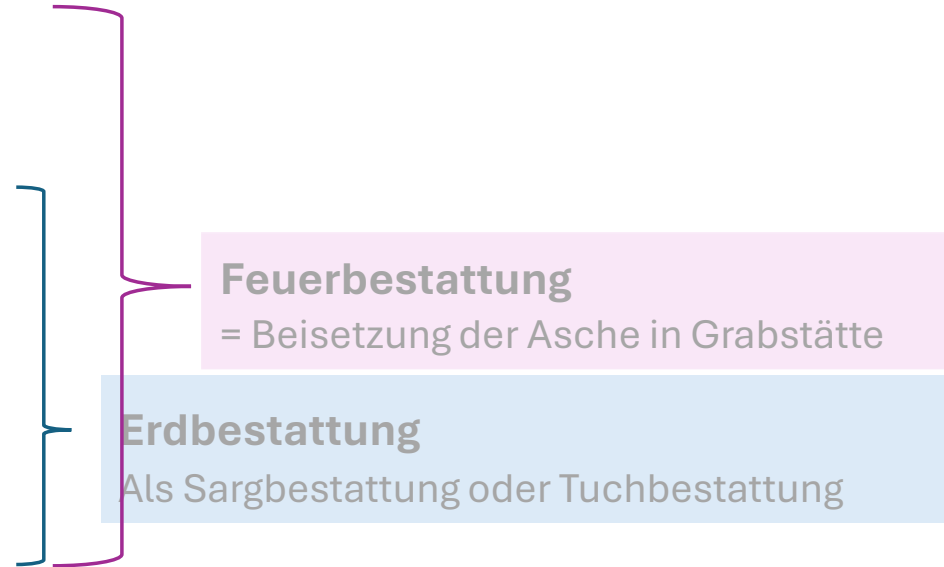 Feuerbestattung
= Beisetzung der Asche in Grabstätte
Erdbestattung
Als Sargbestattung oder Tuchbestattung